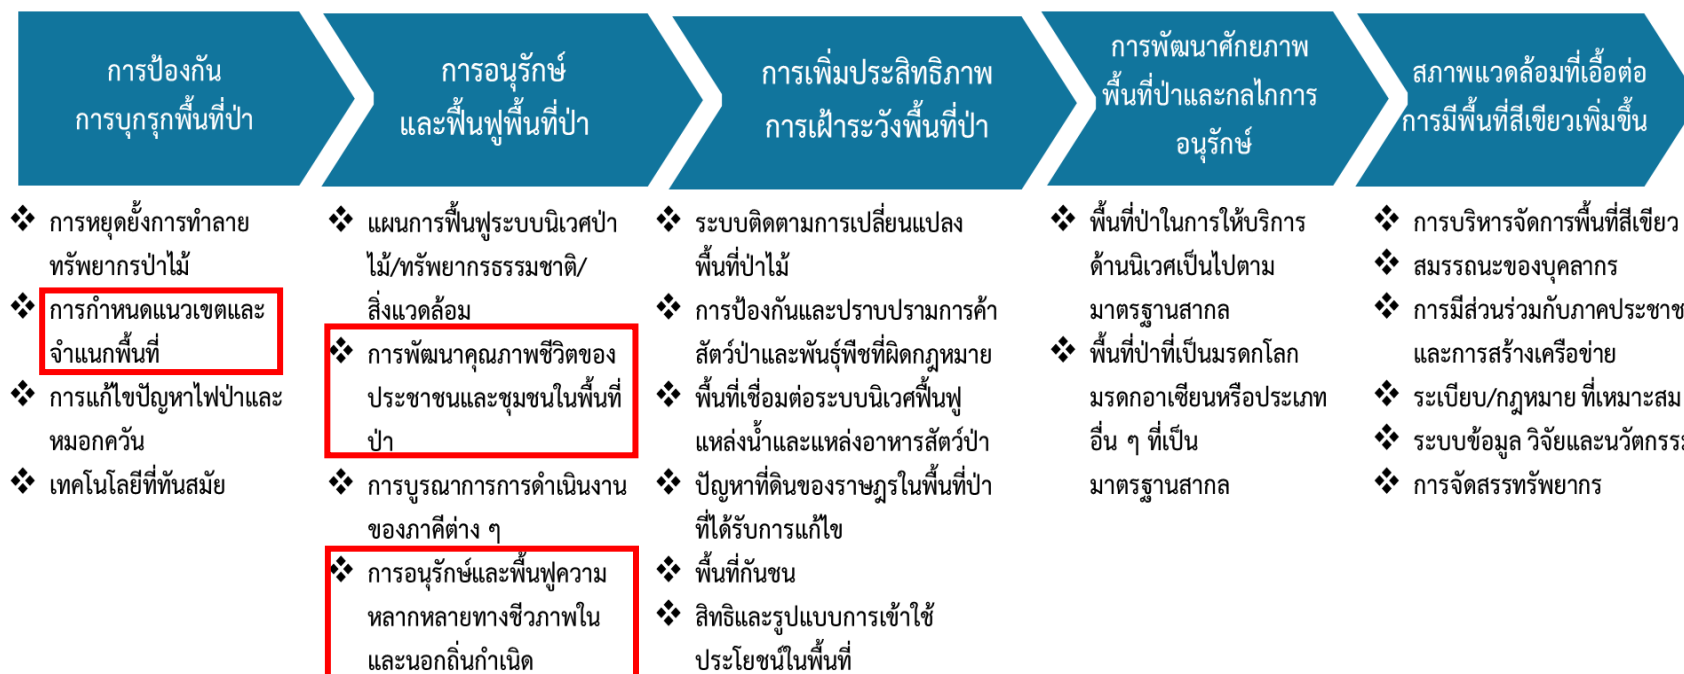 การป้องกัน
การบุกรุกพื้นที่ป่า
การอนุรักษ์
และฟื้นฟูพื้นที่ป่า
การเพิ่มประสิทธิภาพ
การเฝ้าระวังพื้นที่ป่า
การพัฒนาศักยภาพ
พื้นที่ป่าและกลไกการ
อนุรักษ์
สภาพแวดล้อมที่เอื้อต่อ
การมีพื้นที่สีเขียวเพิ่มขึ้น
❖ การหยุดยั้งการทำลาย
ทรัพยากรป่าไม้
❖ การกำหนดแนวเขตและ
จำแนกพื้นที่
❖ การแก้ไขปัญหาไฟป่าและ
หมอกควัน
❖ เทคโนโลยีที่ทันสมัย
❖ แผนการฟื้นฟูระบบนิเวศป่า
ไม้/ทรัพยากรธรรมชาติ/
สิ่งแวดล้อม
❖ การพัฒนาคุณภาพชีวิตของ
ประชาชนและชุมชนในพื้นที่
ป่า
❖ การบูรณาการการดำเนินงาน
ของภาคีต่าง ๆ
❖ การอนุรักษ์และพื้นฟูความ
หลากหลายทางชีวภาพใน
และนอกถิ่นกำเนิด
❖ ระบบติดตามการเปลี่ยนแปลง
พื้นที่ป่าไม้
❖ การป้องกันและปราบปรามการค้า
สัตว์ป่าและพันธุ์พืชที่ผิดกฎหมาย
❖ พื้นที่เชื่อมต่อระบบนิเวศฟื้นฟู
แหล่งน้ำและแหล่งอาหารสัตว์ป่า
❖ ปัญหาที่ดินของราษฎรในพื้นที่ป่า
ที่ได้รับการแก้ไข
❖ พื้นที่กันชน
❖ สิทธิและรูปแบบการเข้าใช้
ประโยชน์ในพื้นที่
❖ พื้นที่ป่าในการให้บริการ
ด้านนิเวศเป็นไปตาม
มาตรฐานสากล
❖ พื้นที่ป่าที่เป็นมรดกโลก
มรดกอาเซียนหรือประเภท
อื่น ๆ ที่เป็น
มาตรฐานสากล
❖ การบริหารจัดการพื้นที่สีเขียว
❖ สมรรถนะของบุคลากร
❖ การมีส่วนร่วมกับภาคประชาช
และการสร้างเครือข่าย
❖ ระเบียบ/กฎหมาย ที่เหมาะสม
❖ ระบบข้อมูล วิจัยและนวัตกรร
❖ การจัดสรรทรัพยากร